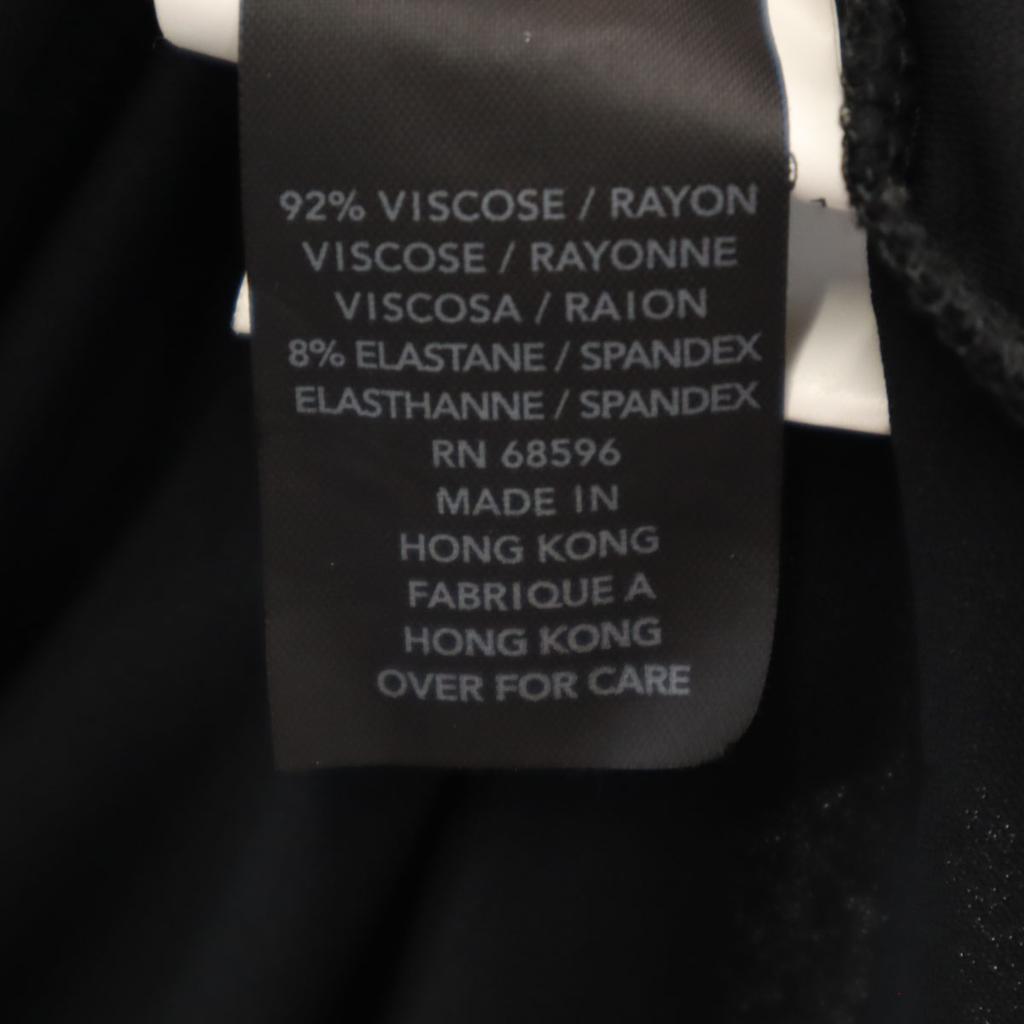 92% VISCOSE / RAYON
VISCOSE / RAYONNE
VISCOSA / RAION
8% ELASTANE / SPANDEX
ELASTHANNE / SPANDEX
RN 68596
MADE IN
HONG KONG
FABRIQUE A
HONG KONG
OVER FOR CARE